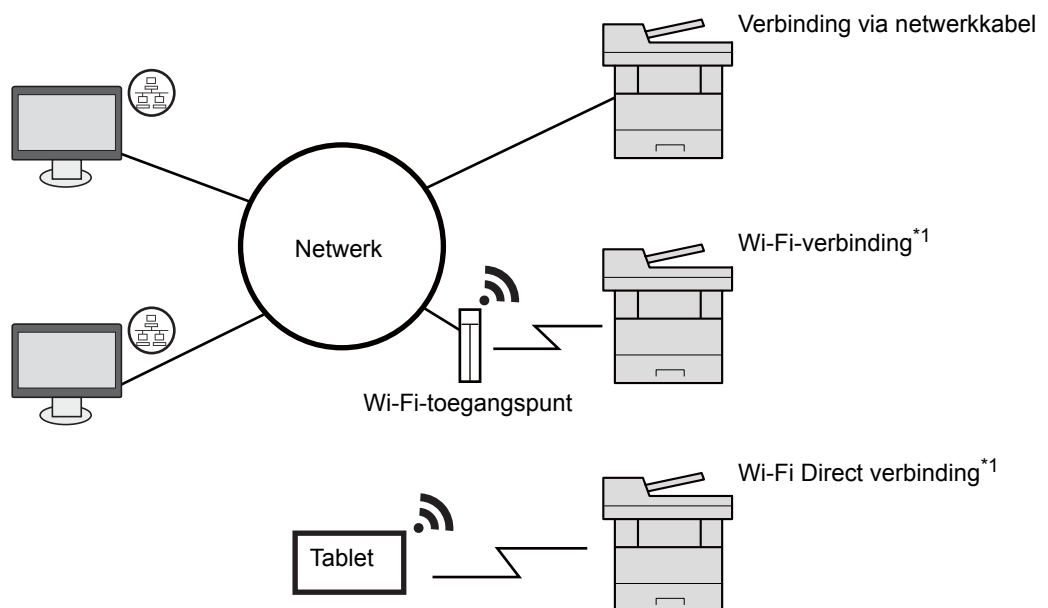 Verbinding via netwerkkabel
Netwerk
Wi-Fi-verbinding*1
Wi-Fi-toegangspunt
Wi-Fi Direct verbinding*1
Tablet